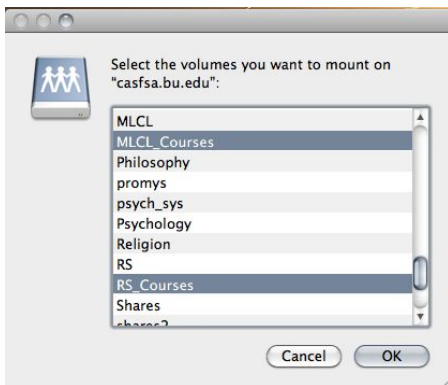 Select the volumes you want to mount on
“casfsa.bu.edu”:
MLCL
MLCL_Courses
Philosophy
promys
psych_sys
Psychology
Religion
RS
RS_Courses
Shares
shares2
Cancel
OK